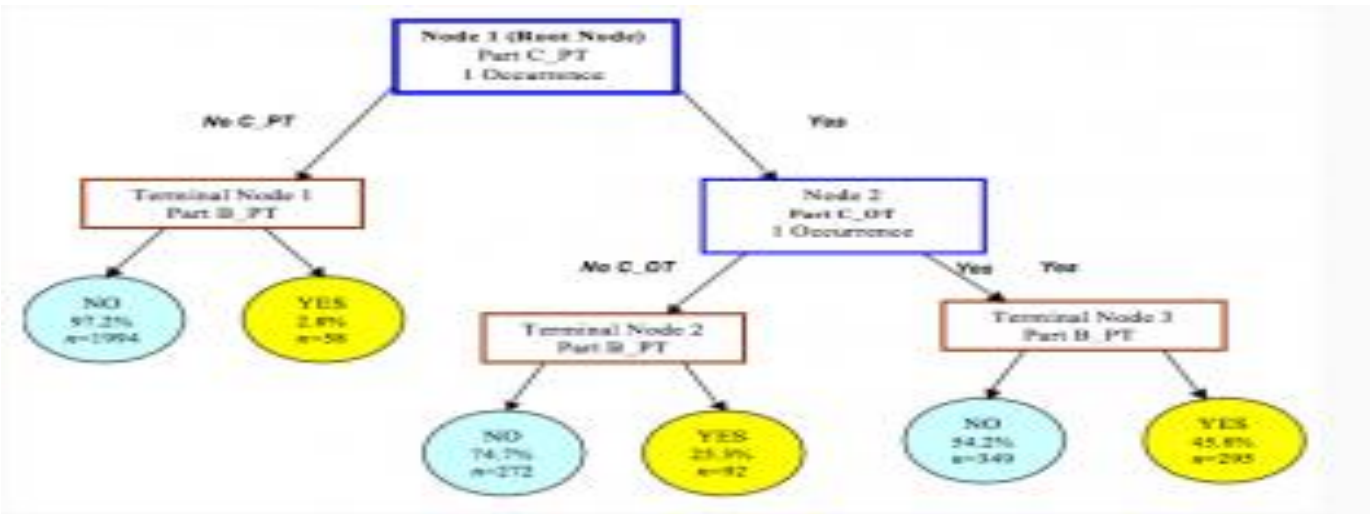 Node 1 (Root Node)
Part C_PT
1 Occurrence
No C_PT
Yes
Terminal Node 1
Part B_PT
Node 2
Part C_OT
1 Occurrence
NO
97.2%
n=1994
YES
2.8%
n=58
No C_OT
Yes
Yes
Terminal Node 2
Part B_PT
Terminal Node 3
Part B_PT
NO
74.7%
n=272
YES
25.3%
n=92
NO
54.2%
n=349
YES
45.8%
n=295